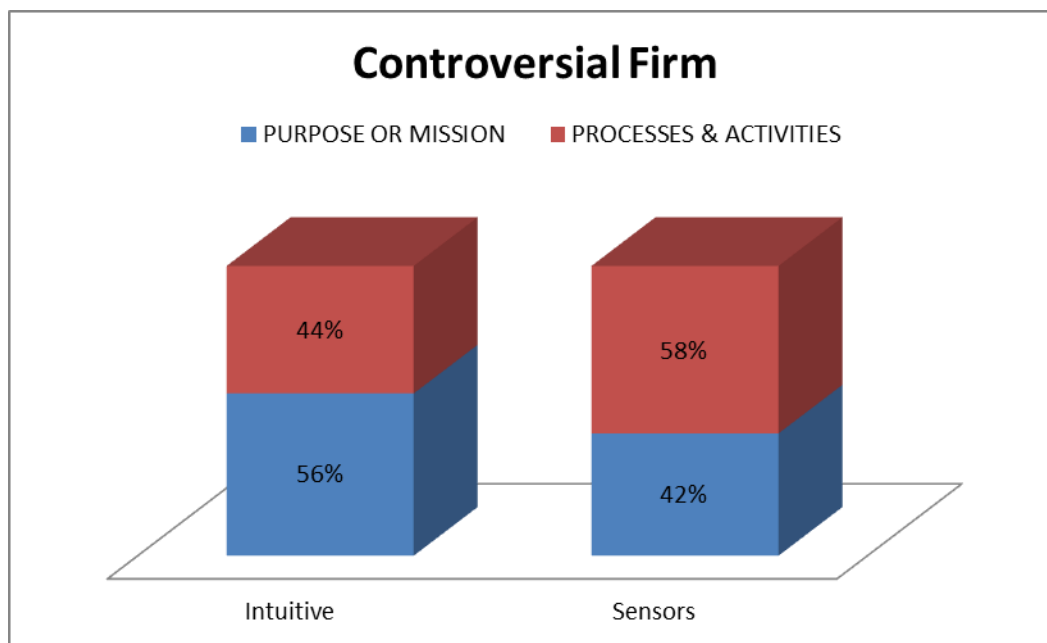 Controversial Firm
PURPOSE OR MISSION PROCESSES & ACTIVITIES
44% 58%
56% 42%
Intuitive Sensors